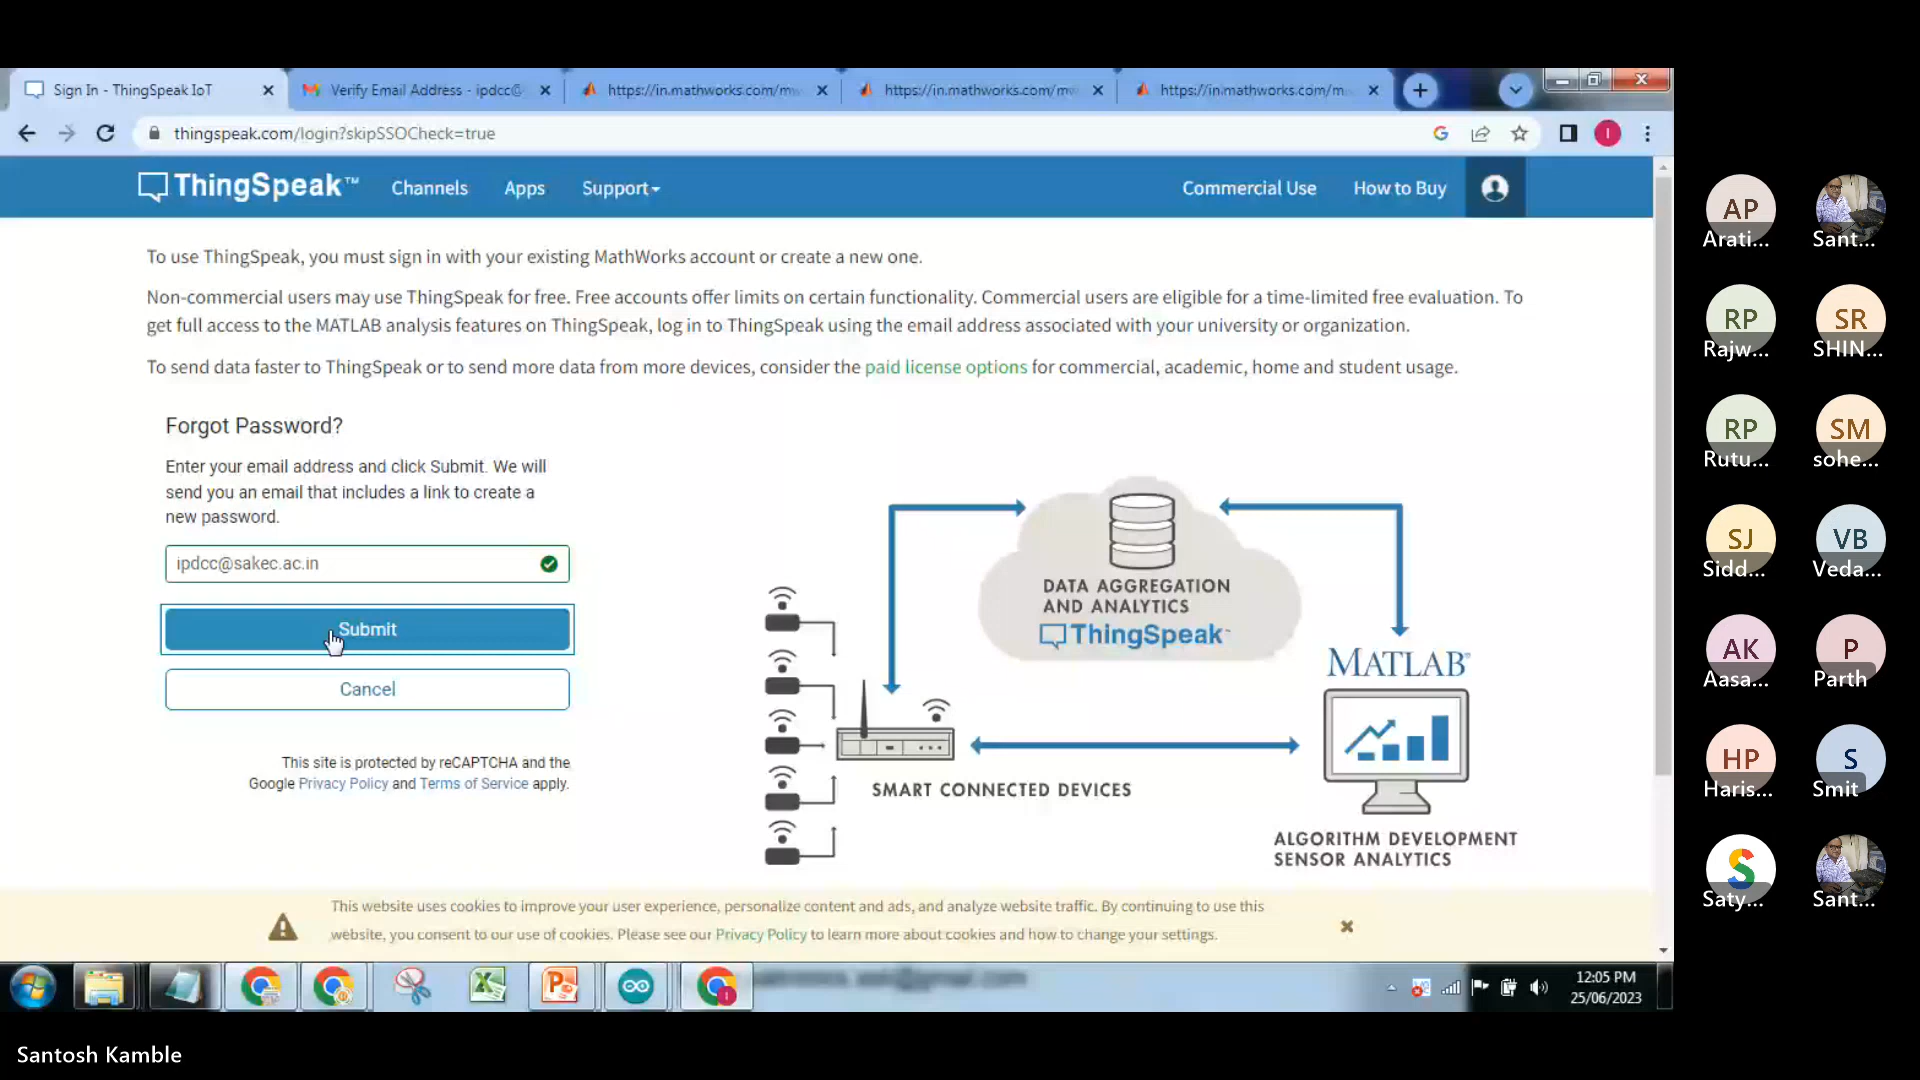 Sign In - ThingSpeak IoT
Verify Email Address - ipdcc@
https://in.mathworks.com/mw
https://in.mathworks.com/mw
https://in.mathworks.com/m
thingspeak.com/login?skipSSOCheck=true
ThingSpeak™ Channels Apps Support Commercial Use How to Buy
To use ThingSpeak, you must sign in with your existing MathWorks account or create a new one.
Non-commercial users may use ThingSpeak for free. Free accounts offer limits on certain functionality. Commercial users are eligible for a time-limited free evaluation. To
get full access to the MATLAB analysis features on ThingSpeak, log in to ThingSpeak using the email address associated with your university or organization.
To send data faster to ThingSpeak or to send more data from more devices, consider the paid license options for commercial, academic, home and student usage.
Forgot Password?
Enter your email address and click Submit. We will
send you an email that includes a link to create a
new password.
ipdcc@sakec.ac.in
Submit
Cancel
This site is protected by reCAPTCHA and the
Google Privacy Policy and Terms of Service apply.
DATA AGGREGATION
AND ANALYTICS
ThingSpeak™
MATLAB®
SMART CONNECTED DEVICES
ALGORITHM DEVELOPMENT
SENSOR ANALYTICS
This website uses cookies to improve your user experience, personalize content and ads, and analyze website traffic. By continuing to use this
website, you consent to our use of cookies. Please see our Privacy Policy to learn more about cookies and how to change your settings.
12:05 PM
25/06/2023
AP
Arati...
Sant...
RP
Rajw...
SR
SHIN...
RP
Rutu...
SM
sohe...
SJ
Sidd...
VB
Veda...
AK
Aasa...
P
Parth
HP
Haris...
S
Smit
S
Saty...
Sant...
Santosh Kamble